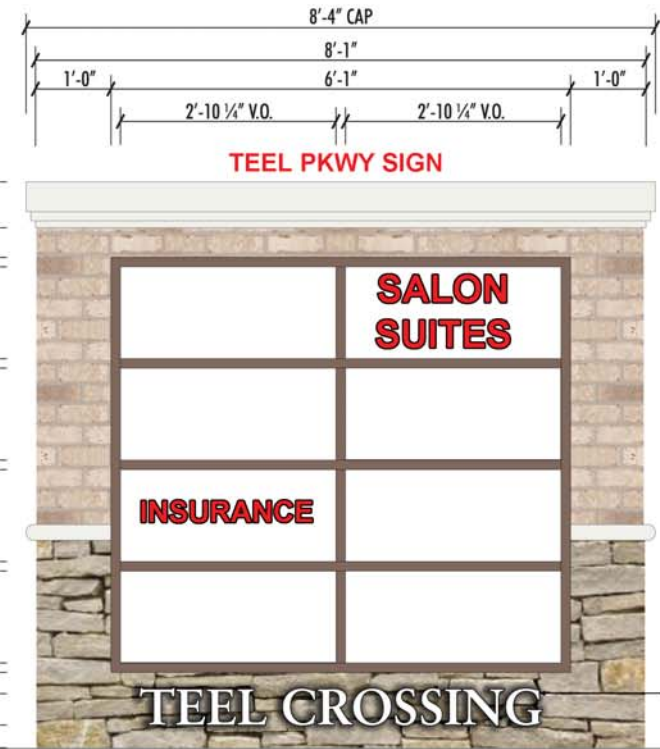 8'-4" CAP
8'-1"
1'-0" 6'-1" 1'-0"
2'-10 ¼" V.O. 2'-10 ¼" V.O.
TEEL PKWY SIGN
SALON
SUITES
INSURANCE
TEEL CROSSING